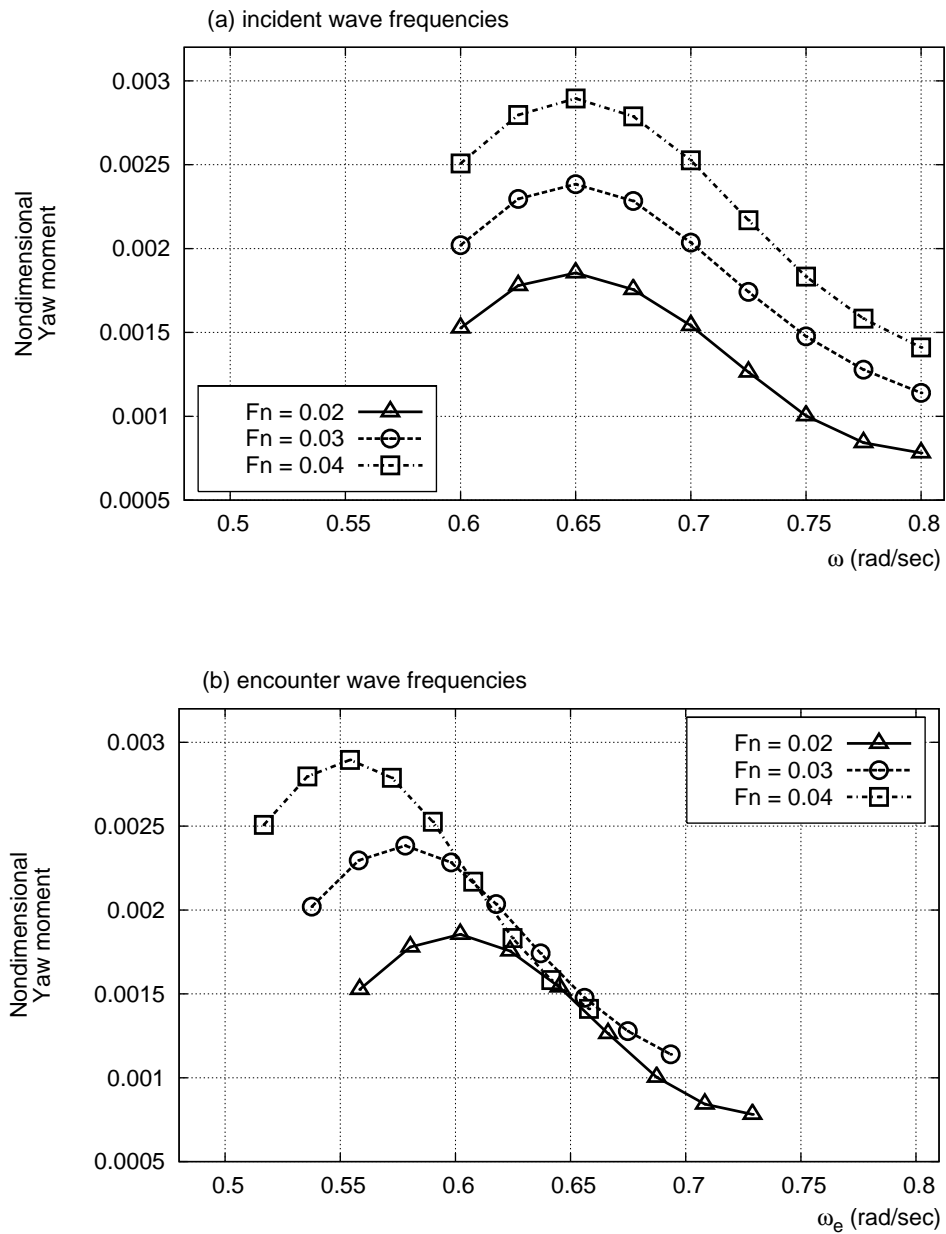 (a) incident wave frequencies
0.003
0.0025
0.002
0.0015
0.001
0.0005
Nondimensional
Yaw moment
Fn = 0.02
Fn = 0.03
Fn = 0.04
0.5 0.55 0.6 0.65 0.7 0.75 0.8
ω (rad/sec)
(b) encounter wave frequencies
0.003
0.0025
0.002
0.0015
0.001
0.0005
Nondimensional
Yaw moment
Fn = 0.02
Fn = 0.03
Fn = 0.04
0.5 0.55 0.6 0.65 0.7 0.75 0.8
ωe (rad/sec)